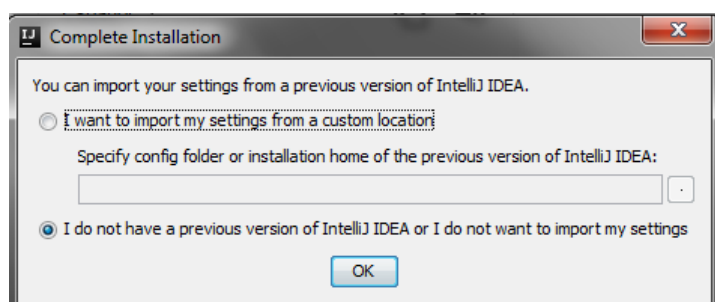 IJ Complete Installation
You can import your settings from a previous version of IntelliJ IDEA.
I want to import my settings from a custom location
Specify config folder or installation home of the previous version of IntelliJ IDEA:
.
I do not have a previous version of IntelliJ IDEA or I do not want to import my settings
OK